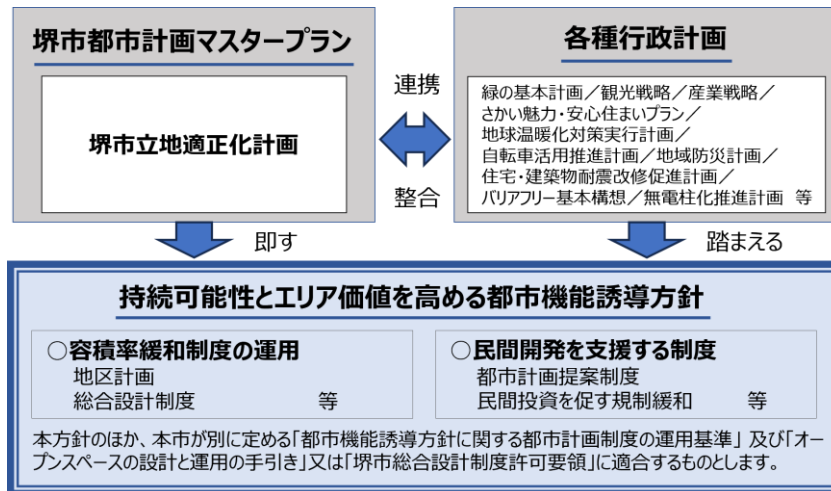 堺市都市計画マスタープラン
堺市立地適正化計画
連携
整合
各種行政計画
緑の基本計画／観光戦略／産業戦略／
さかい魅力・安心住まいプラン／
地球温暖化対策実行計画／
自転車活用推進計画／地域防災計画／
住宅・建築物耐震改修促進計画／
バリアフリー基本構想／無電柱化推進計画 等
即す
踏まえる
持続可能性とエリア価値を高める都市機能誘導方針
○容積率緩和制度の運用
地区計画
総合設計制度 等
○民間開発を支援する制度
都市計画提案制度
民間投資を促す規制緩和 等
本方針のほか、本市が別に定める「都市機能誘導方針に関する都市計画制度の運用基準」及び「オー
プンスペースの設計と運用の手引き」又は「堺市総合設計制度許可要領」に適合するものとします。